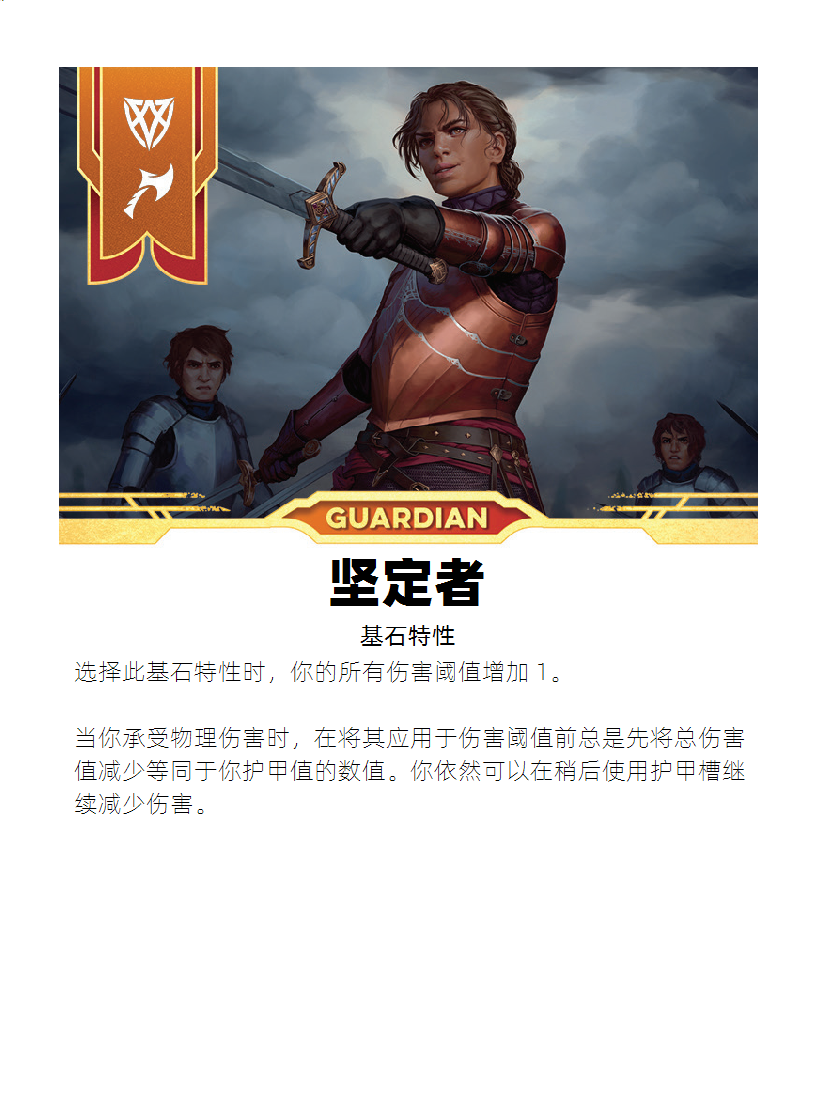 GUARDIAN
坚定者
基石特性
选择此基石特性时，你的所有伤害阈值增加 1。
当你承受物理伤害时，在将其应用于伤害阈值前总是先将总伤害
值减少等同于你护甲值的数值。你依然可以在稍后使用护甲槽继
续减少伤害。